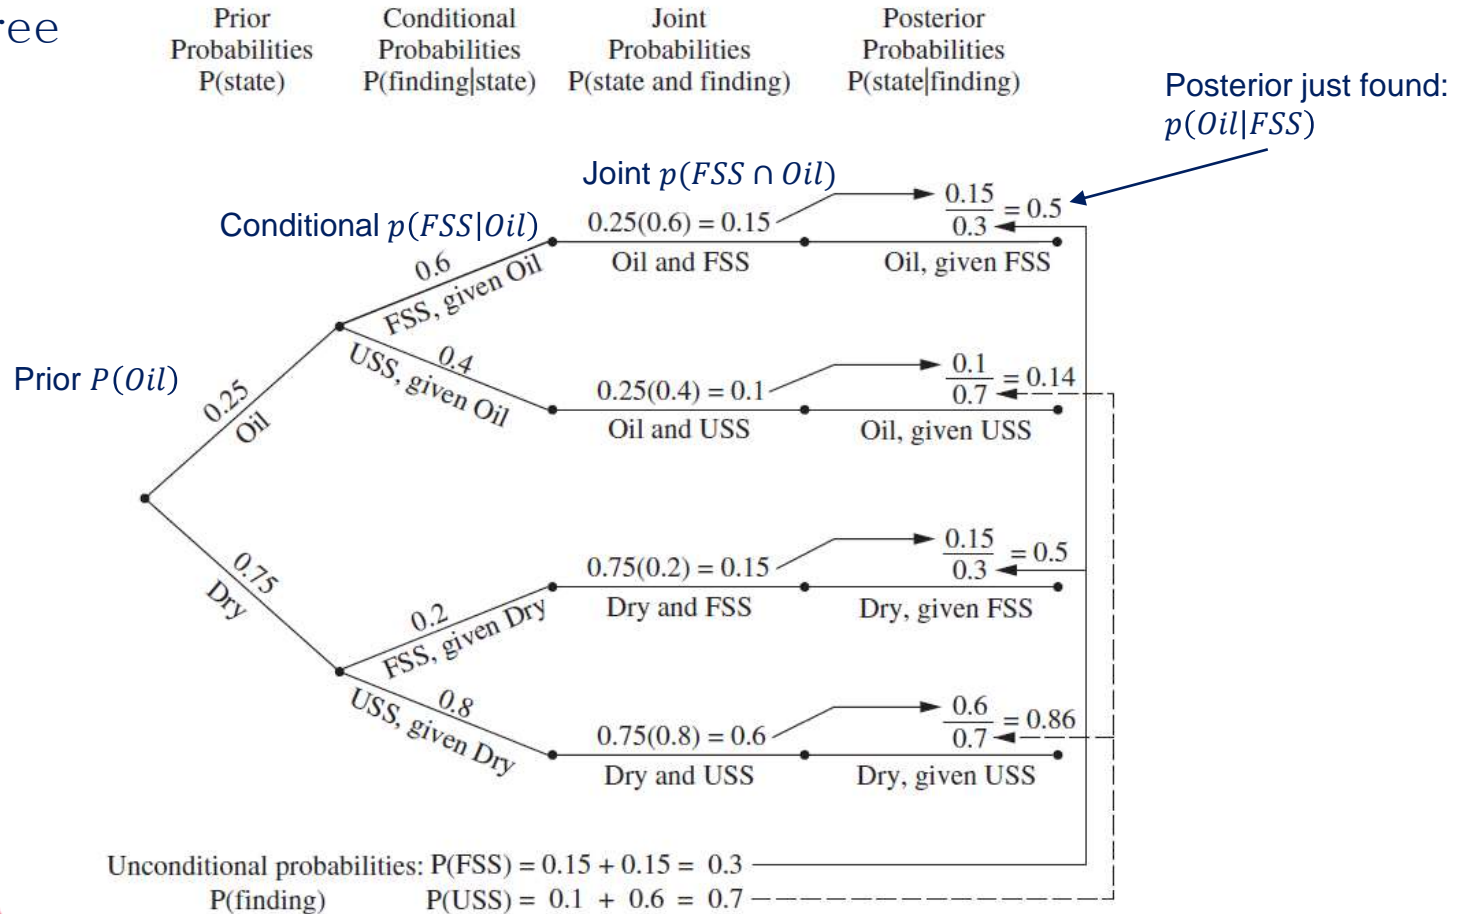 ree
Prior
Probabilities
P(state)
Conditional
Probabilities
P(finding|state)
Joint
Probabilities
P(state and finding)
Posterior
Probabilities
P(state|finding)
Posterior just found:
p(Oil|FSS)
Joint p(FSS ∩ Oil)
Conditional p(FSS|Oil)
Prior P(Oil)
0.25
Oil
0.75
Dry
0.6
FSS, given Oil
0.4
USS, given Oil
0.2
FSS, given Dry
0.8
USS, given Dry
0.25(0.6) = 0.15
Oil and FSS
0.15
0.3
= 0.5
Oil, given FSS
0.25(0.4) = 0.1
Oil and USS
0.1
0.7
= 0.14
Oil, given USS
0.75(0.2) = 0.15
Dry and FSS
0.15
0.3
= 0.5
Dry, given FSS
0.75(0.8) = 0.6
Dry and USS
0.6
0.7
= 0.86
Dry, given USS
Unconditional probabilities: P(FSS) = 0.15 + 0.15 = 0.3
P(finding) P(USS) = 0.1 + 0.6 = 0.7